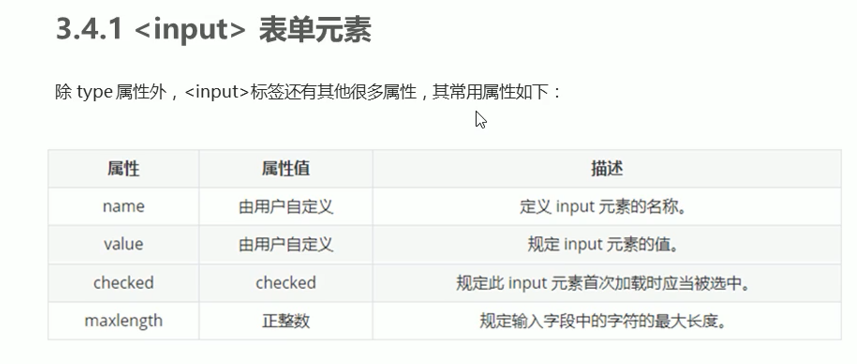 3.4.1 <input> 表单元素
除 type 属性外，<input>标签还有其他很多属性，其常用属性如下：
属性 属性值 描述
name 由用户自定义 定义 input 元素的名称。
value 由用户自定义 规定 input 元素的值。
checked checked 规定此 input 元素首次加载时应当被选中。
maxlength 正整数 规定输入字段中的字符的最大长度。